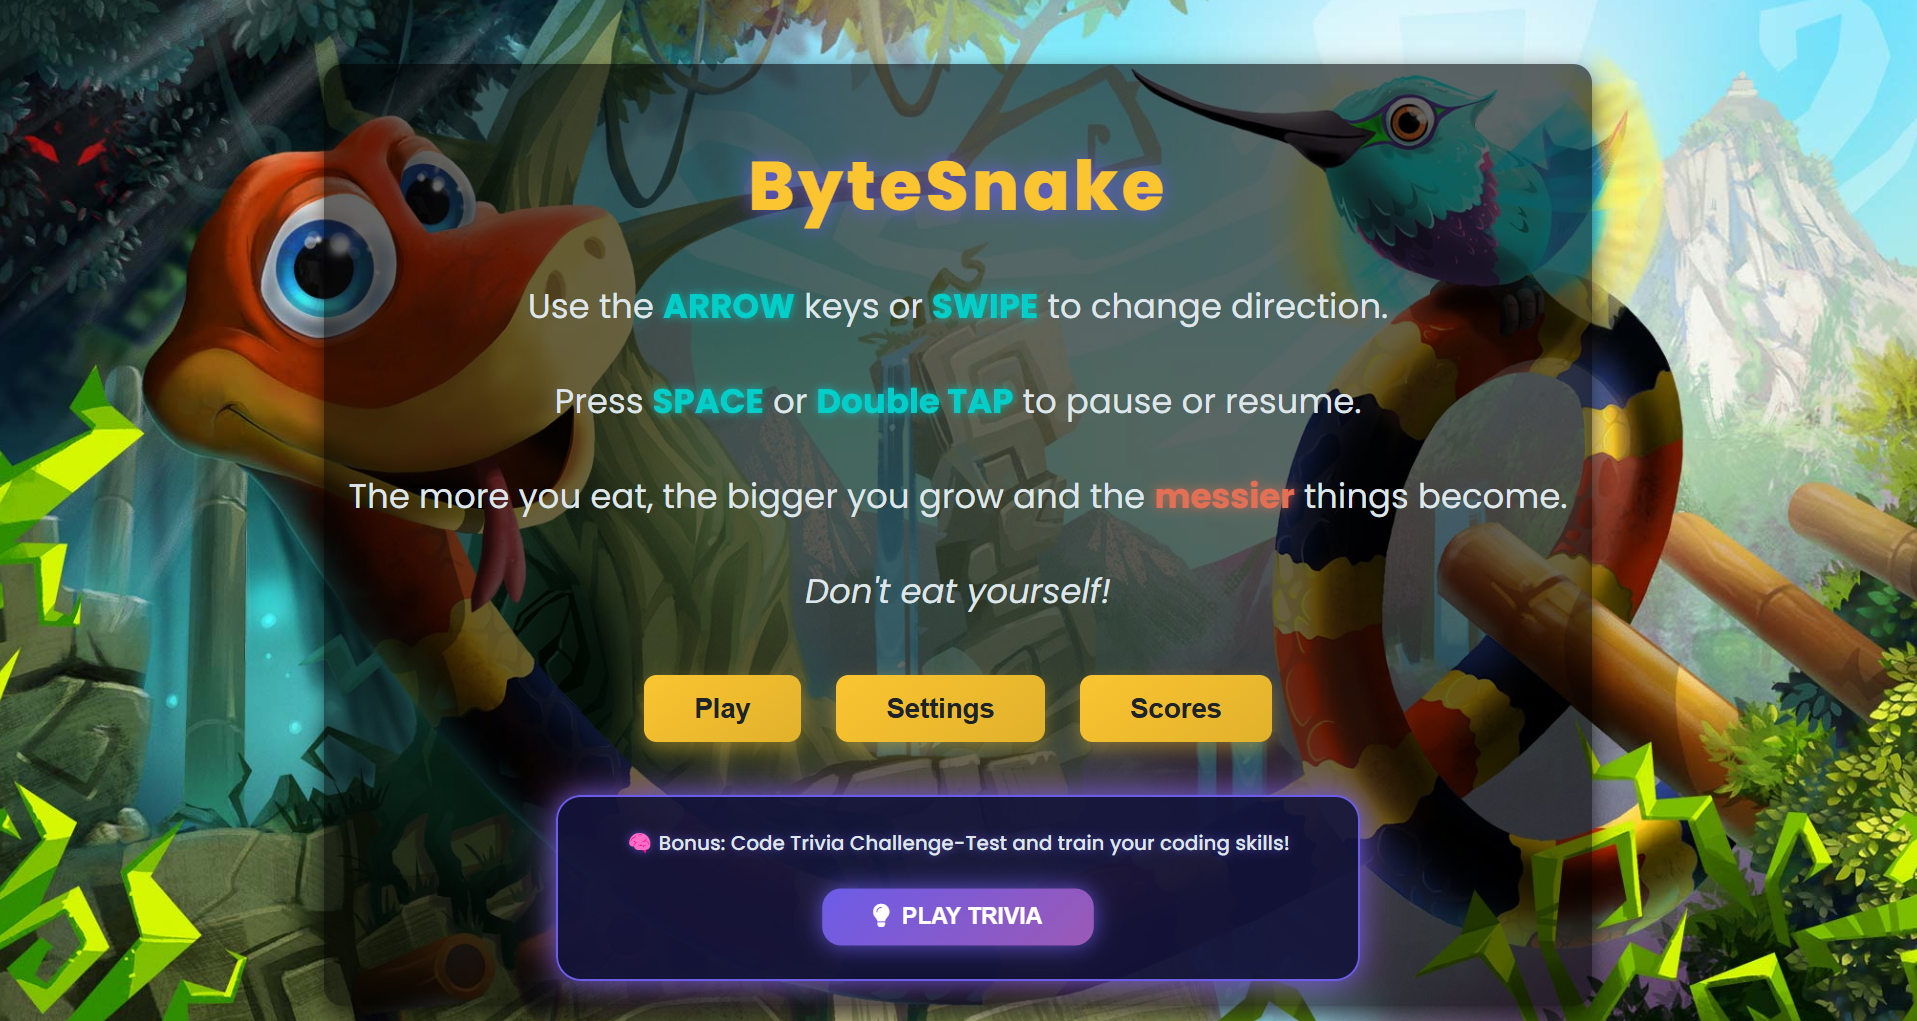 ByteSnake
Use the ARROW keys or SWIPE to change direction.
Press SPACE or Double TAP to pause or resume.
The more you eat, the bigger you grow and the messier things become.
Don't eat yourself!
Play
Settings
Scores
🧠 Bonus: Code Trivia Challenge-Test and train your coding skills!
PLAY TRIVIA